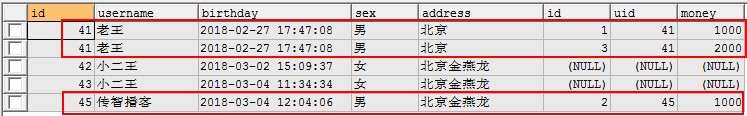 id username birthday sex address id uid money
41 老王 2018-02-27 17:47:08 男 北京 1 41 1000
41 老王 2018-02-27 17:47:08 男 北京 3 41 2000
42 小二王 2018-03-02 15:09:37 女 北京金燕龙 (NULL) (NULL) (NULL)
43 小二王 2018-03-04 11:34:34 女 北京金燕龙 (NULL) (NULL) (NULL)
45 传智播客 2018-03-04 12:04:06 男 北京金燕龙 2 45 1000